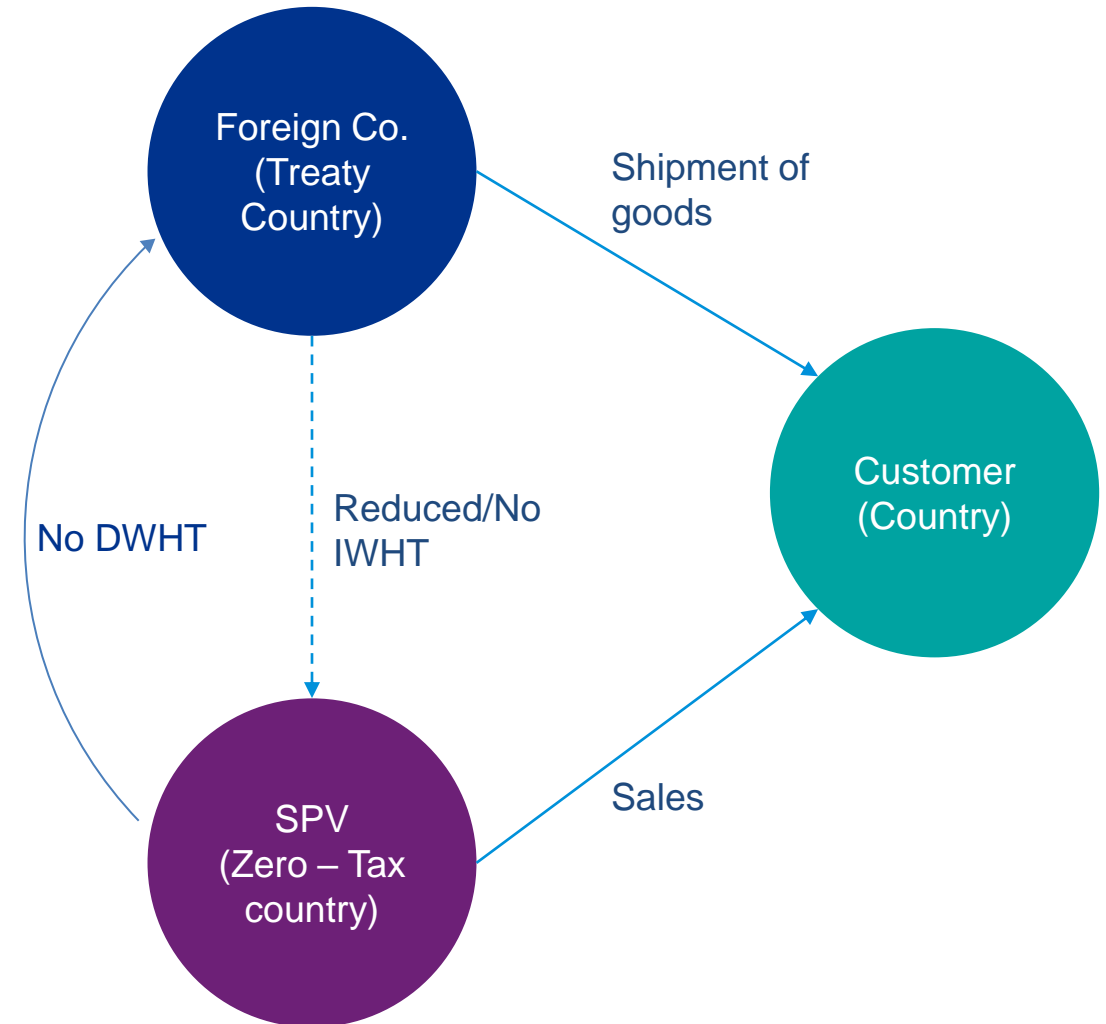 Foreign Co.
(Treaty
Country)
Shipment of
goods
Customer
(Country)
No DWHT
Reduced/No
IWHT
Sales
SPV
(Zero – Tax
country)